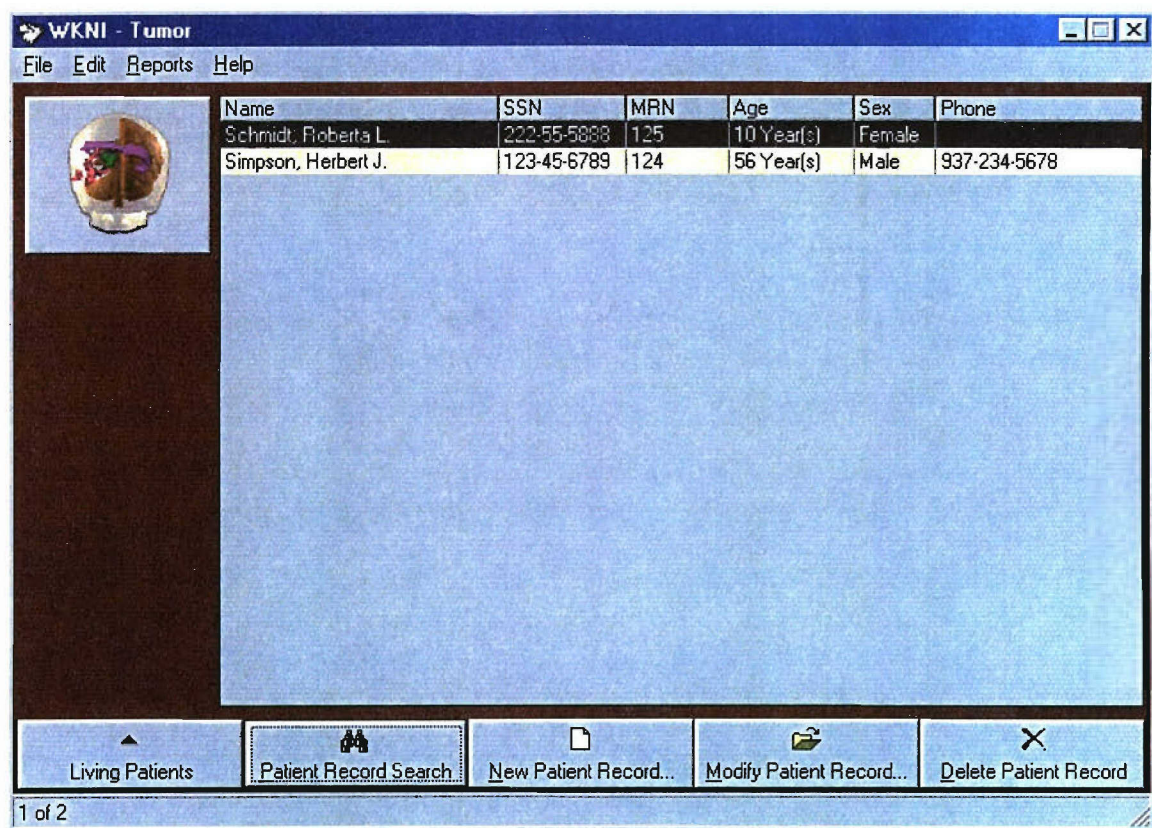 WKNI - Tumor
File Edit Reports Help
Name SSN MRN Age Sex Phone
Schmidt, Roberta L. 222-55-5888 125 10 Year(s) Female
Simpson, Herbert J. 123-45-6789 124 56 Year(s) Male 937-234-5678
Living Patients Patient Record Search New Patient Record... Modify Patient Record... Delete Patient Record
1 of 2